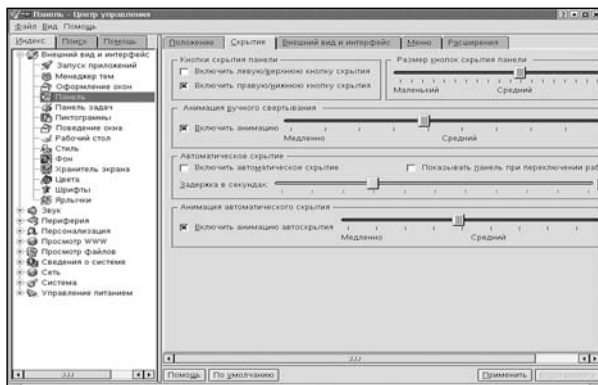 Панель - Центр управления
Файл Вид Помощь
Индекс Поиск Помощь
Внешний вид и интерфейс
Запуск приложений
Менеджер тем
Оформление окон
Панель
Панель задач
Пиктограммы
Поведение окна
Рабочий стол
Стиль
Фон
Хранитель экрана
Цвета
Шрифты
Ярлычки
Звук
Периферия
Персонализация
Просмотр WWW
Просмотр файлов
Сведения о системе
Сеть
Система
Управление питанием
Положение Скрытие Внешний вид и интерфейс Меню Расширения
Кнопки скрытия панели
Включить левую/верхнюю кнопку скрытия
Включить правую/нижнюю кнопку скрытия
Размер кнопок скрытия панели
Маленький Средний
Анимация ручного свертывания
Включить анимацию
Медленно Средний
Автоматическое скрытие
Включить автоматическое скрытие
Показывать панель при переключении раб
Задержка в секундах:
Анимация автоматического скрытия
Включить анимацию автоскрытия
Медленно Средний
Помощь По умолчанию Применить